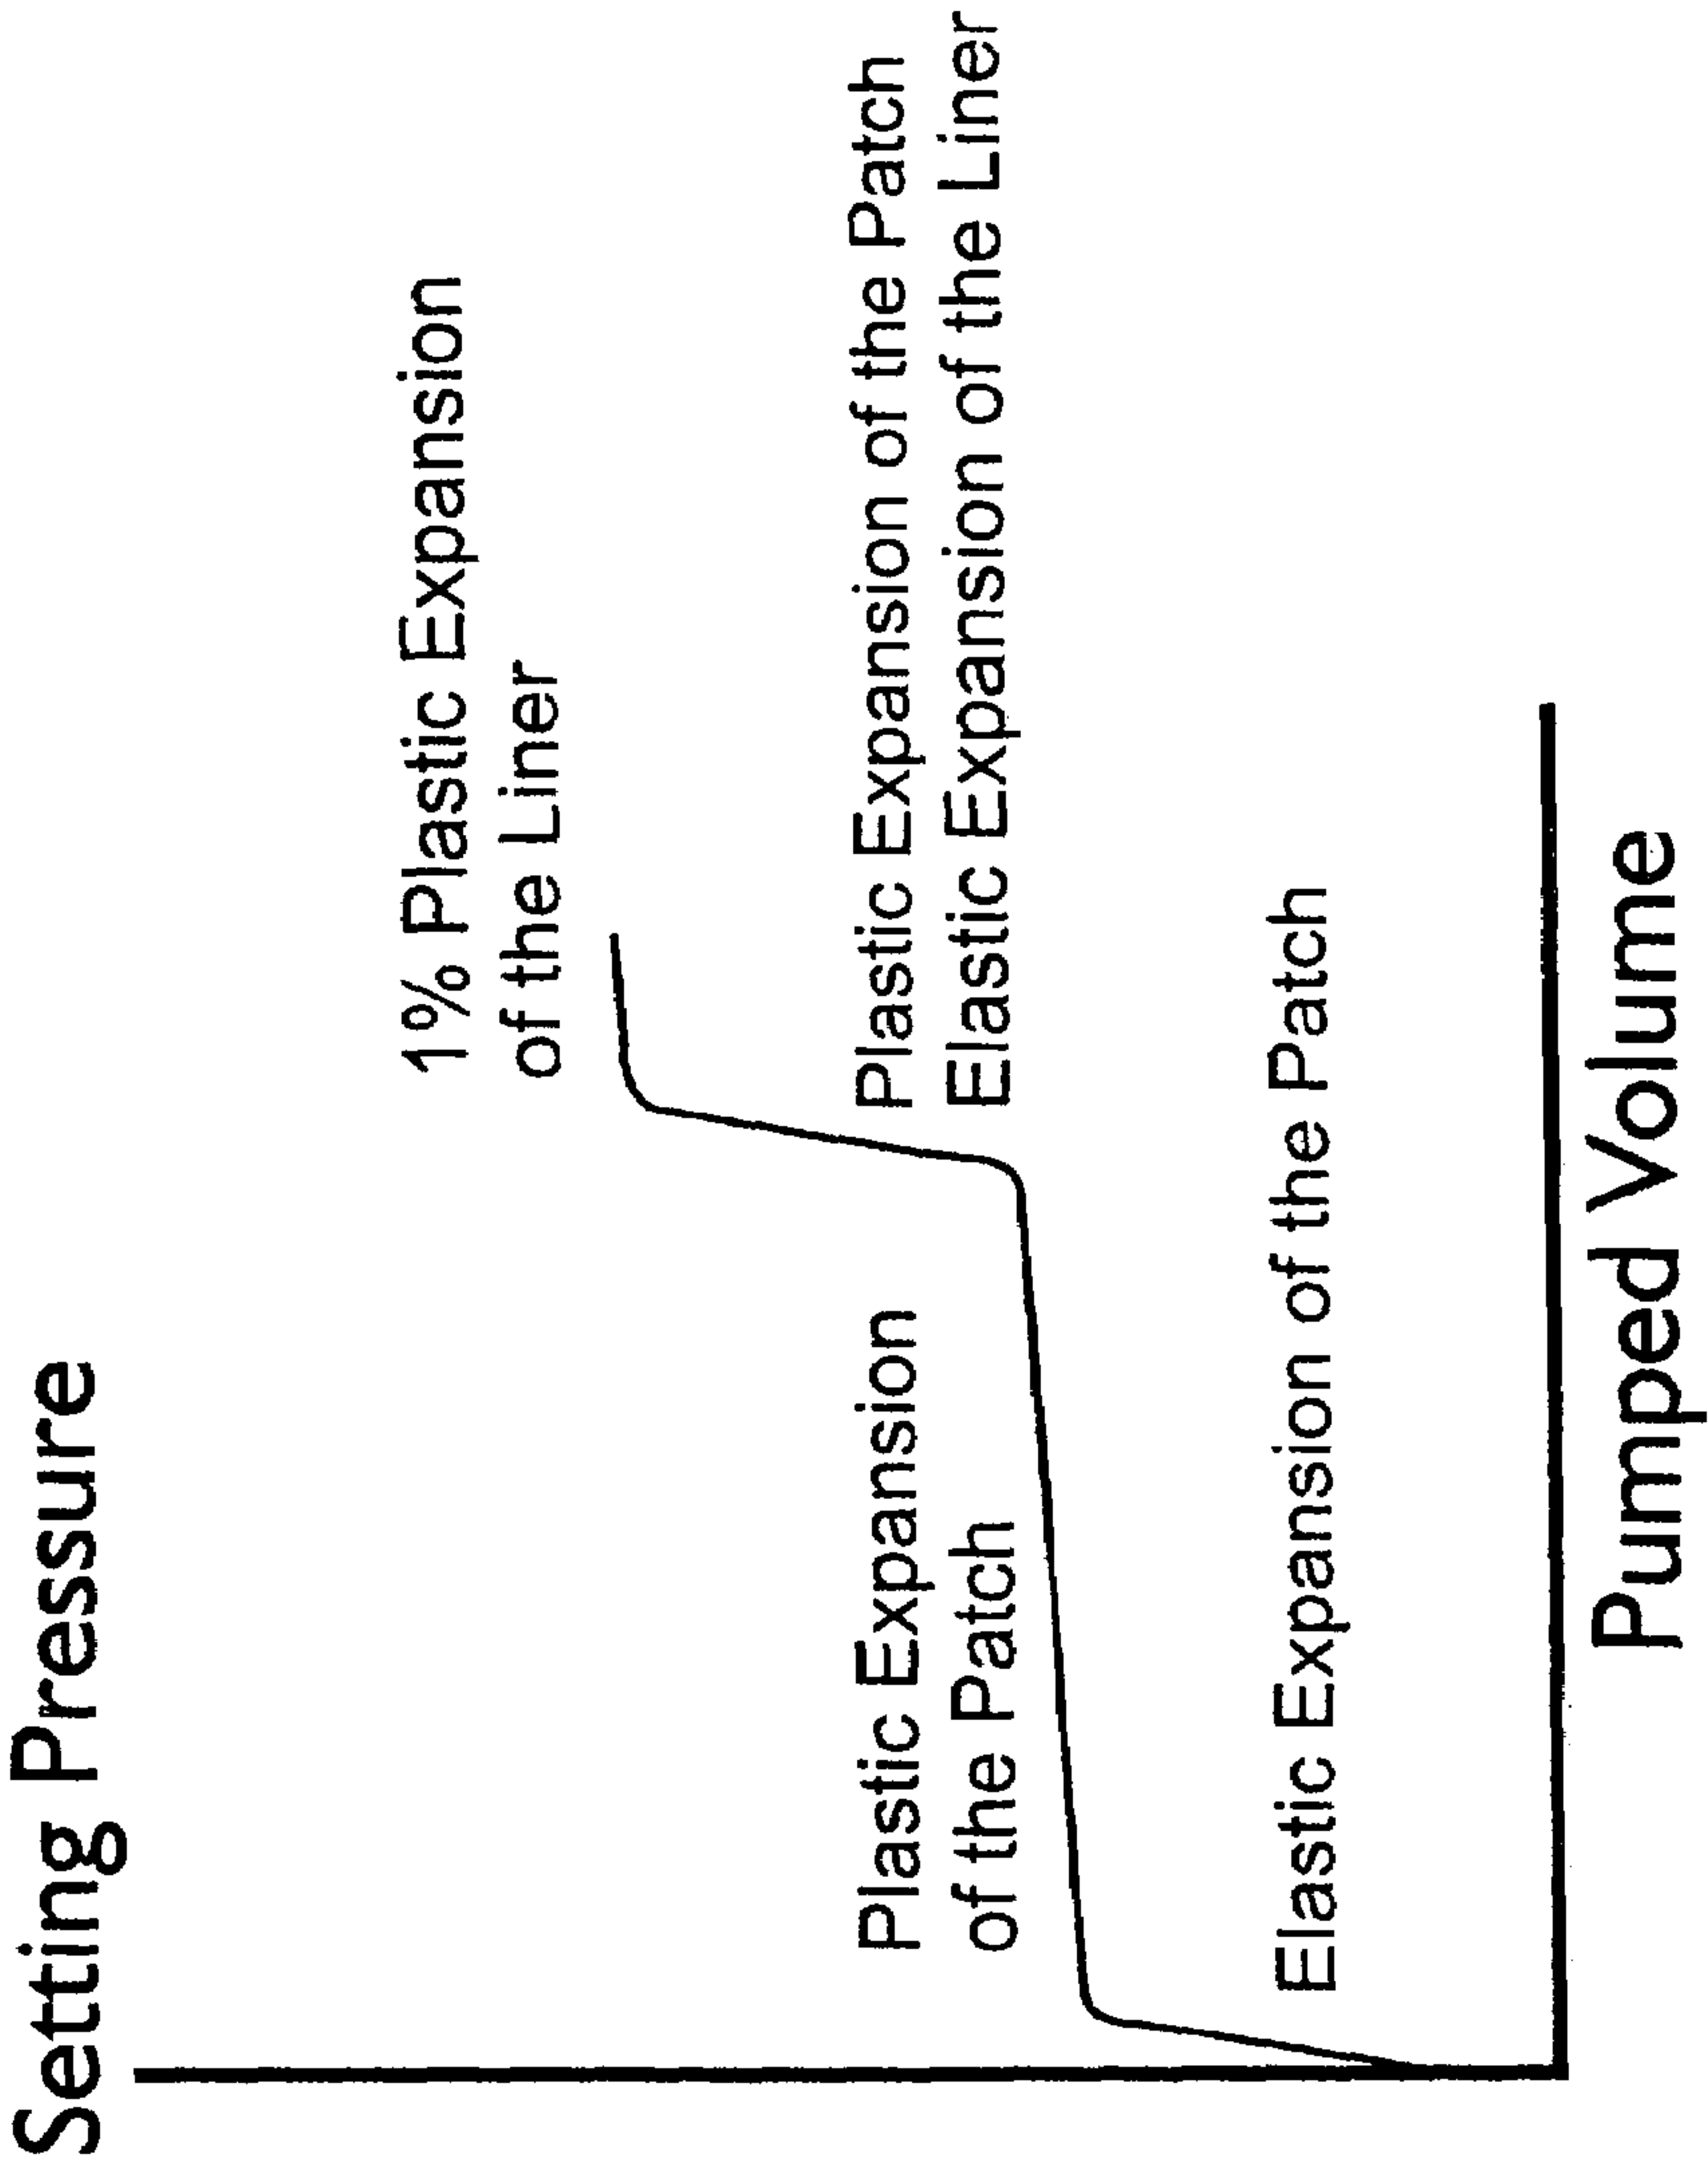 Setting Pressure
1% Plastic Expansion
of the Liner
Plastic Expansion
of the Patch
Plastic Expansion of the Patch
Elastic Expansion of the Liner
Elastic Expansion of the Patch
Pumped Volume